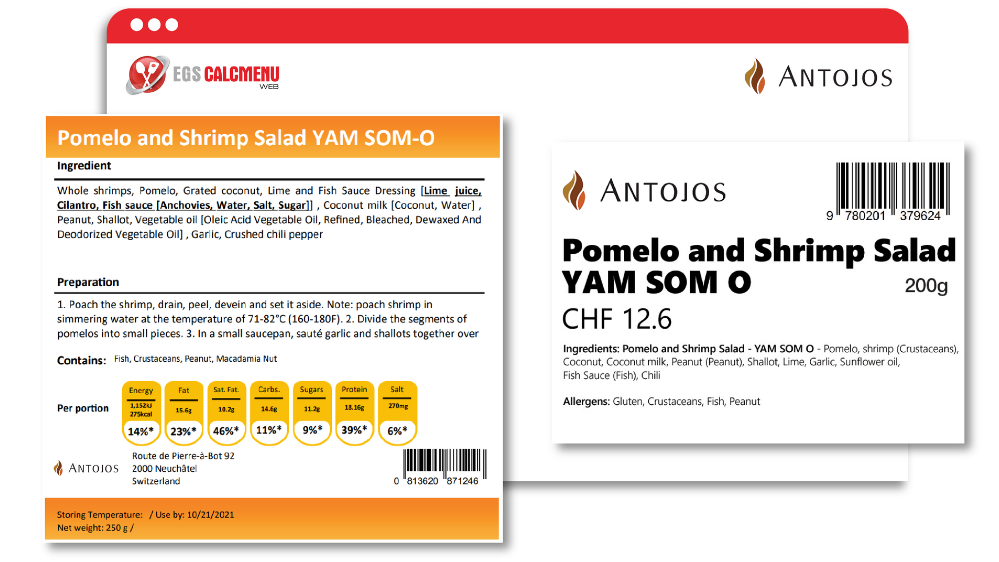 EGS CALCMENU
WEB
ANTOJOS
Pomelo and Shrimp Salad YAM SOM-O
Ingredient
Whole shrimps, Pomelo, Grated coconut, Lime and Fish Sauce Dressing [Lime juice,
Cilantro, Fish sauce [Anchovies, Water, Salt, Sugar]] , Coconut milk [Coconut, Water] ,
Peanut, Shallot, Vegetable oil [Oleic Acid Vegetable Oil, Refined, Bleached, Dewaxed And
Deodorized Vegetable Oil] , Garlic, Crushed chili pepper
Preparation
1. Poach the shrimp, drain, peel, devein and set it aside. Note: poach shrimp in
simmering water at the temperature of 71-82°C (160-180F). 2. Divide the segments of
pomelos into small pieces. 3. In a small saucepan, sauté garlic and shallots together over
Contains: Fish, Crustaceans, Peanut, Macadamia Nut
Per portion
Energy Fat Sat. Fat. Carbs. Sugars Protein Salt
1,152kJ
275kcal 15.6g 10.2g 14.6g 11.2g 18.16g 270mg
14%* 23%* 46%* 11%* 9%* 39%* 6%*
ANTOJOS
Route de Pierre-à-Bot 92
2000 Neuchâtel
Switzerland
0 813620 871246
Storing Temperature: / Use by: 10/21/2021
Net weight: 250 g /
ANTOJOS
9 780201 379624
Pomelo and Shrimp Salad
YAM SOM O
200g
CHF 12.6
Ingredients: Pomelo and Shrimp Salad - YAM SOM O - Pomelo, shrimp (Crustaceans),
Coconut, Coconut milk, Peanut (Peanut), Shallot, Lime, Garlic, Sunflower oil,
Fish Sauce (Fish), Chili
Allergens: Gluten, Crustaceans, Fish, Peanut